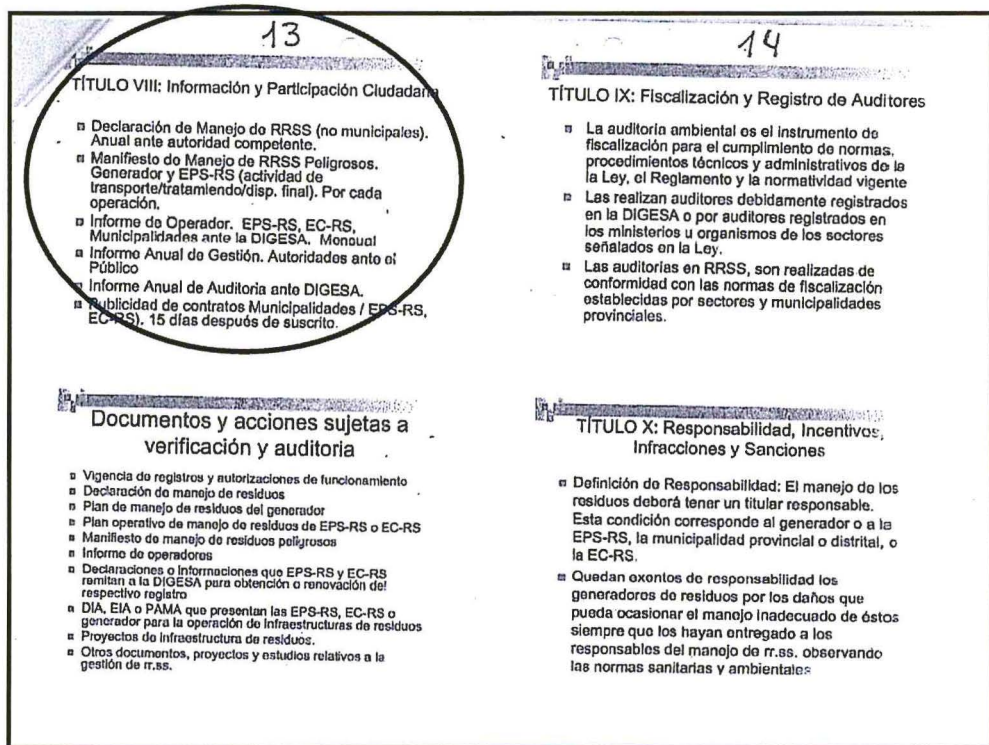 13
TÍTULO VIII: Información y Participación Ciudadana
Declaración de Manejo de RRSS (no municipales).
Anual ante autoridad competente.
Manifiesto de Manejo de RRSS Peligrosos.
Generador y EPS-RS (actividad de
transporte/tratamiendo/disp. final). Por cada
operación.
Informe de Operador. EPS-RS, EC-RS,
Municipalidades ante la DIGESA. Mensual
Informe Anual de Gestión. Autoridades ante el
Público
Informe Anual de Auditoria ante DIGESA.
Publicidad de contratos Municipalidades / EPS-RS,
EC-RS). 15 días después de suscrito.
14
TÍTULO IX: Fiscalización y Registro de Auditores
La auditoría ambiental es el instrumento de
fiscalización para el cumplimiento de normas,
procedimientos técnicos y administrativos de la
la Ley, el Reglamento y la normatividad vigente
Las realizan auditores debidamente registrados
en la DIGESA o por auditores registrados en
los ministerios u organismos de los sectores
señalados en la Ley.
Las auditorías en RRSS, son realizadas de
conformidad con las normas de fiscalización
establecidas por sectores y municipalidades
provinciales.
Documentos y acciones sujetas a
verificación y auditoria
Vigencia de registros y autorizaciones de funcionamiento
Declaración de manejo de residuos
Plan de manejo de residuos del generador
Plan operativo de manejo de residuos de EPS-RS o EC-RS
Manifiesto de manejo de residuos peligrosos
Informe de operadores
Declaraciones o Informaciones que EPS-RS y EC-RS
remitan a la DIGESA para obtención o renovación del
respectivo registro
DIA, EIA o PAMA que presentan las EPS-RS, EC-RS o
generador para la operación de Infraestructuras de residuos
Proyectos de Infraestructura de residuos.
Otros documentos, proyectos y estudios relativos a la
gestión de rr.ss.
TÍTULO X: Responsabilidad, Incentivos,
Infracciones y Sanciones
Definición de Responsabilidad: El manejo de los
residuos deberá tener un titular responsable.
Esta condición corresponde al generador o a la
EPS-RS, la municipalidad provincial o distrital, o
la EC-RS.
Quedan exentos de responsabilidad los
generadores de residuos por los daños que
pueda ocasionar el manejo inadecuado de éstos
siempre que los hayan entregado a los
responsables del manejo de rr.ss. observando
las normas sanitarias y ambientales